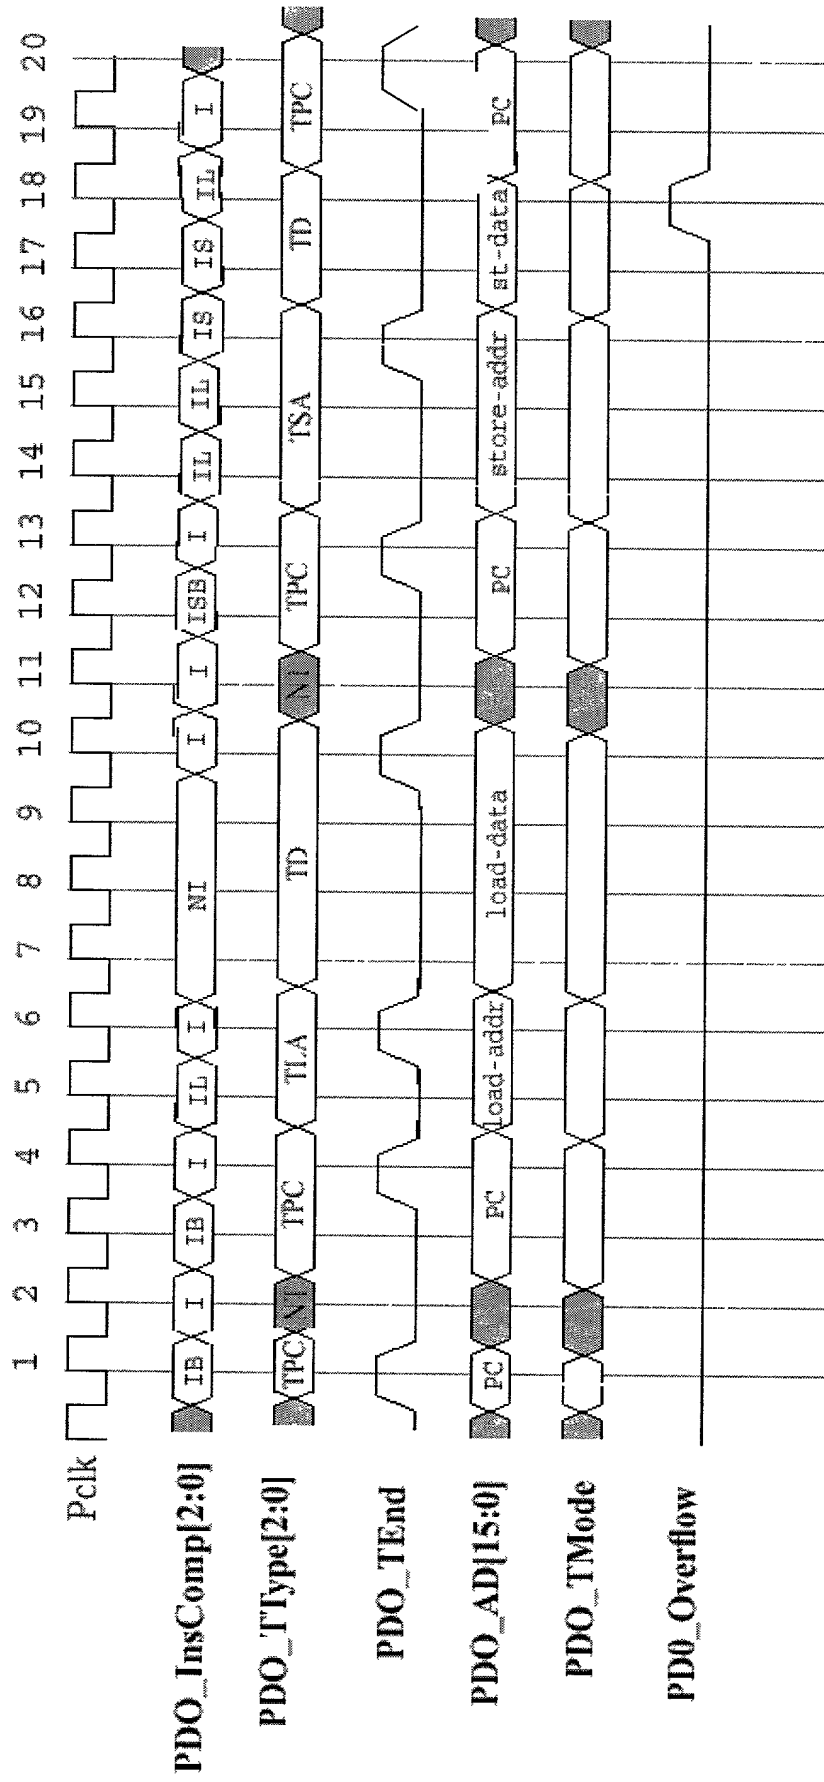 1 2 3 4 5 6 7 8 9 10 11 12 13 14 15 16 17 18 19 20
Pclk
PDO_InsComp[2:0] IB I IB I IL I NI I I ISB I IL IL IS IS IL I
PDO_TType[2:0] TPC NI TPC TLA TD NI TPC TSA TD TPC
PDO_TEnd
PDO_AD[15:0] PC PC load-addr load-data PC store-addr st-data PC
PDO_TMode
PD0_Overflow